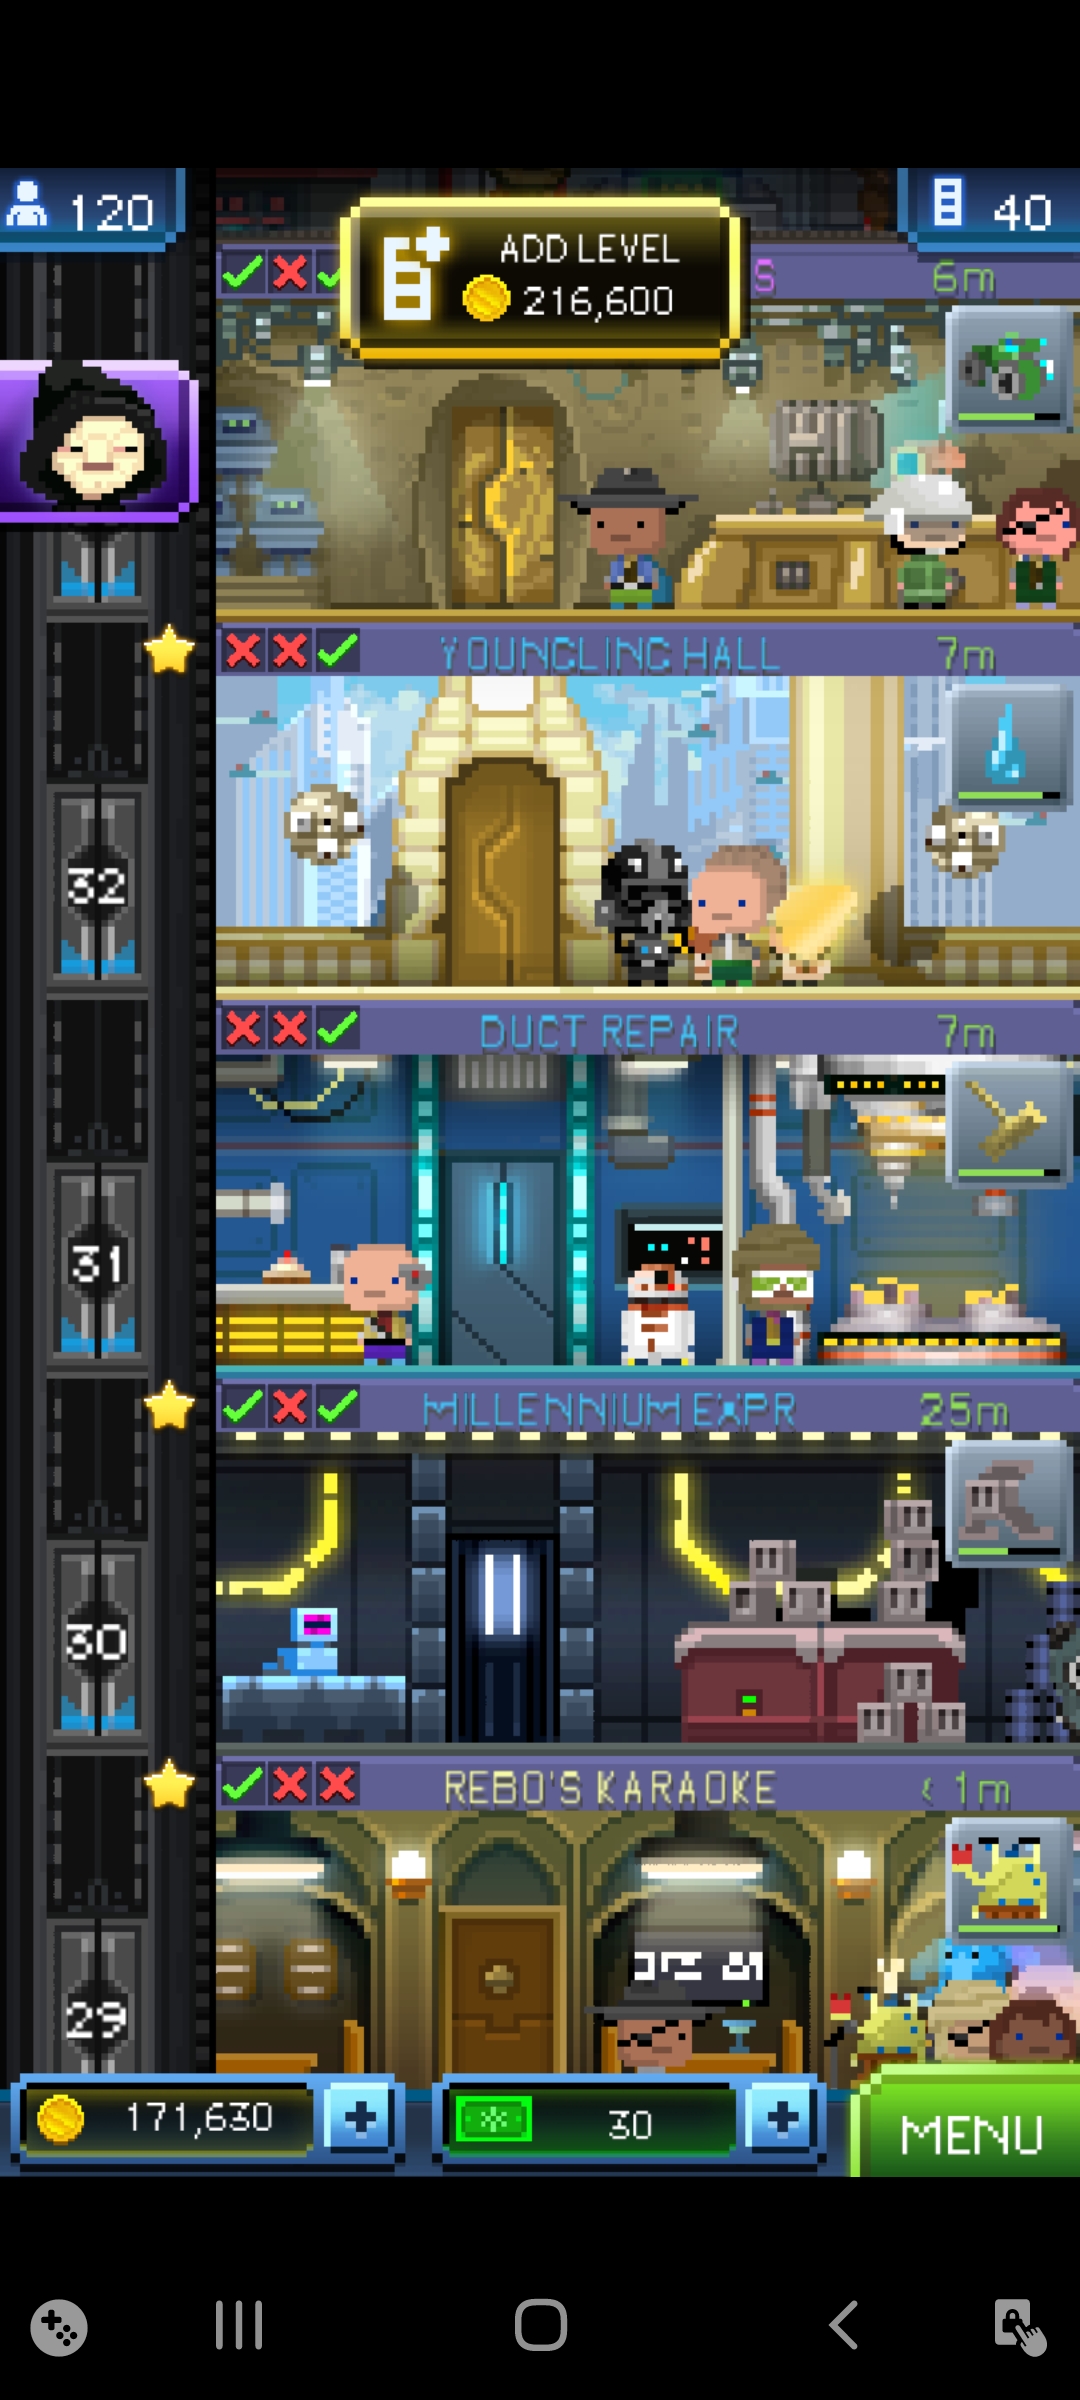 120
40
ADD LEVEL
216,600
S
6m
YOUNGLING HALL
7m
32
DUCT REPAIR
7m
31
MILLENNIUM EXPR
25m
30
REBO'S KARAOKE
< 1m
29
171,630
30
MENU